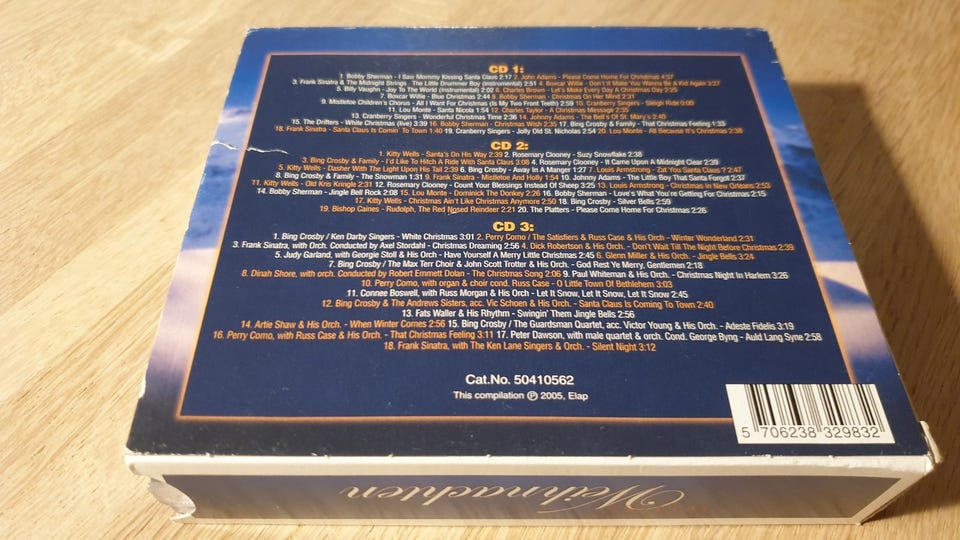 CD 1:
1. Bobby Sherman - I Saw Mommy Kissing Santa Claus 2:17 2. John Adams - Please Come Home For Christmas 4:57
3. Frank Sinatra & The Midnight Strings - The Little Drummer Boy (instrumental) 2:51 4. Boxcar Willie - Don't It Make You Wanna Be A Kid Again 3:27
5. Billy Vaughn - Joy To The World (instrumental) 2:02 6. Charles Brown - Let's Make Every Day A Christmas Day 2:25
7. Boxcar Willie - Blue Christmas 2:44 8. Bobby Sherman - Christmas On Her Mind 2:31
9. Mistletoe Children's Chorus - All I Want For Christmas (Is My Two Front Teeth) 2:59 10. Cranberry Singers - Sleigh Ride 0:00
11. Lou Monte - Santa Nicola 1:54 12. Charles Taylor - A Christmas Message 2:35
13. Cranberry Singers - Wonderful Christmas Time 2:36 14. Johnny Adams - The Bell's Of St. Mary's 2:40
15. The Drifters - White Christmas (live) 3:39 16. Bobby Sherman - Christmas Wish 2:35 17. Bing Crosby & Family - That Christmas Feeling 1:33
18. Frank Sinatra - Santa Claus Is Comin' To Town 1:40 19. Cranberry Singers - Jolly Old St. Nicholas 2:54 20. Lou Monte - All Because It's Christmas 2:38
CD 2:
1. Kitty Wells - Santa's On His Way 2:39 2. Rosemary Clooney - Suzy Snowflake 2:38
3. Bing Crosby & Family - I'd Like To Hitch A Ride With Santa Claus 3:08 4. Rosemary Clooney - It Came Upon A Midnight Clear 2:39
5. Kitty Wells - Dasher With The Light Upon His Tail 2:39 6. Bing Crosby - Away In A Manger 1:27 7. Louis Armstrong - Zat You Santa Claus ? 2:47
8. Bing Crosby & Family - The Snowman 1:31 9. Frank Sinatra - Mistletoe And Holly 1:54 10. Johnny Adams - The Little Boy That Santa Forgot 2:37
11. Kitty Wells - Old Kris Kringle 2:31 12. Rosemary Clooney - Count Your Blessings Instead Of Sheep 3:25 13. Louis Armstrong - Christmas in New Orleans 2:53
14. Bobby Sherman - Jingle Bell Rock 2:08 15. Lou Monte - Dominick The Donkey 2:26 16. Bobby Sherman - Love's What You're Getting For Christmas 2:15
17. Kitty Wells - Christmas Ain't Like Christmas Anymore 2:50 18. Bing Crosby - Silver Bells 2:59
19. Bishop Caines - Rudolph, The Red Nosed Reindeer 2:21 20. The Platters - Please Come Home For Christmas 2:26
CD 3:
1. Bing Crosby / Ken Darby Singers - White Christmas 3:01 2. Perry Como / The Satisfiers & Russ Case & His Orch - Winter Wonderland 2:31
3. Frank Sinatra, with Orch. Conducted by Axel Stordahl - Christmas Dreaming 2:56 4. Dick Robertson & His Orch. - Don't Wait Till The Night Before Christmas 2:39
5. Judy Garland, with Georgie Stoll & His Orch - Have Yourself A Merry Little Christmas 2:45 6. Glenn Miller & His Orch. - Jingle Bells 3:24
7. Bing Crosby / The Max Terr Choir & John Scott Trotter & His Orch - God Rest Ye Merry, Gentlemen 2:18
8. Dinah Shore, with orch. Conducted by Robert Emmett Dolan - The Christmas Song 2:06 9. Paul Whiteman & His Orch. - Christmas Night In Harlem 3:26
10. Perry Como, with organ & choir cond. Russ Case - O Little Town Of Bethlehem 3:03
11. Connee Boswell, with Russ Morgan & His Orch - Let It Snow, Let It Snow, Let It Snow 2:45
12. Bing Crosby & The Andrews Sisters, acc. Vic Schoen & His Orch. - Santa Claus Is Coming To Town 2:40
13. Fats Waller & His Rhythm - Swingin' Them Jingle Bells 2:56
14. Artie Shaw & His Orch. - When Winter Comes 2:56 15. Bing Crosby / The Guardsman Quartet, acc. Victor Young & His Orch. - Adeste Fidelis 3:19
16. Perry Como, with Russ Case & His Orch - That Christmas Feeling 3:11 17. Peter Dawson, with male quartet & orch. Cond. George Byng - Auld Lang Syne 2:58
18. Frank Sinatra, with The Ken Lane Singers & Orch. - Silent Night 3:12
Cat.No. 50410562
This compilation ℗ 2005, Elap
5 706238 329832
Weihnachten